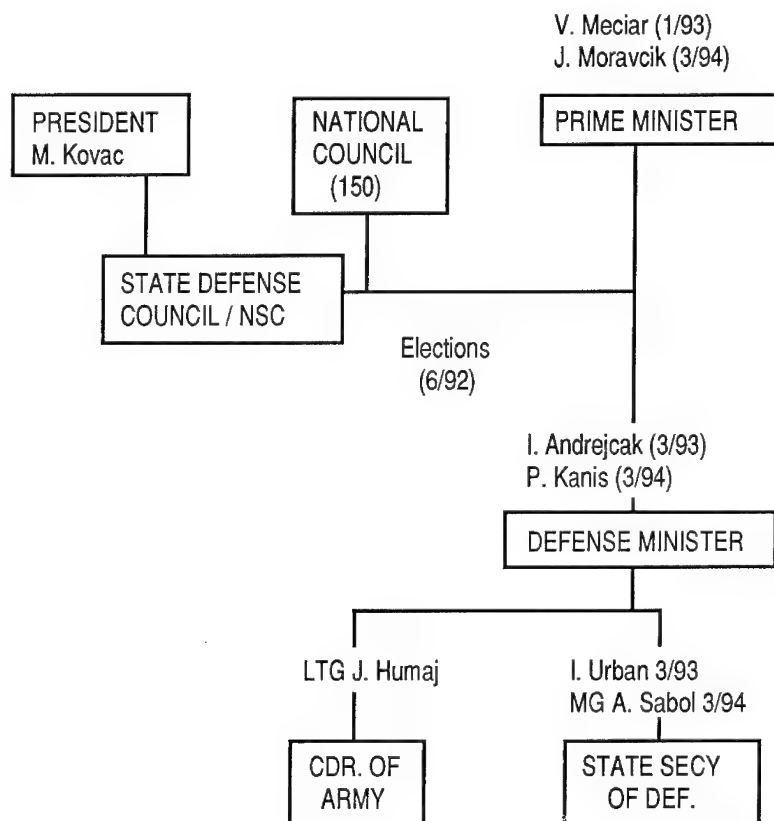 V. Meciar (1/93)
J. Moravcik (3/94)
PRESIDENT
M. Kovac
NATIONAL
COUNCIL
(150)
PRIME MINISTER
STATE DEFENSE
COUNCIL / NSC
Elections
(6/92)
I. Andrejcak (3/93)
P. Kanis (3/94)
DEFENSE MINISTER
LTG J. Humaj
I. Urban 3/93
MG A. Sabol 3/94
CDR. OF
ARMY
STATE SECY
OF DEF.